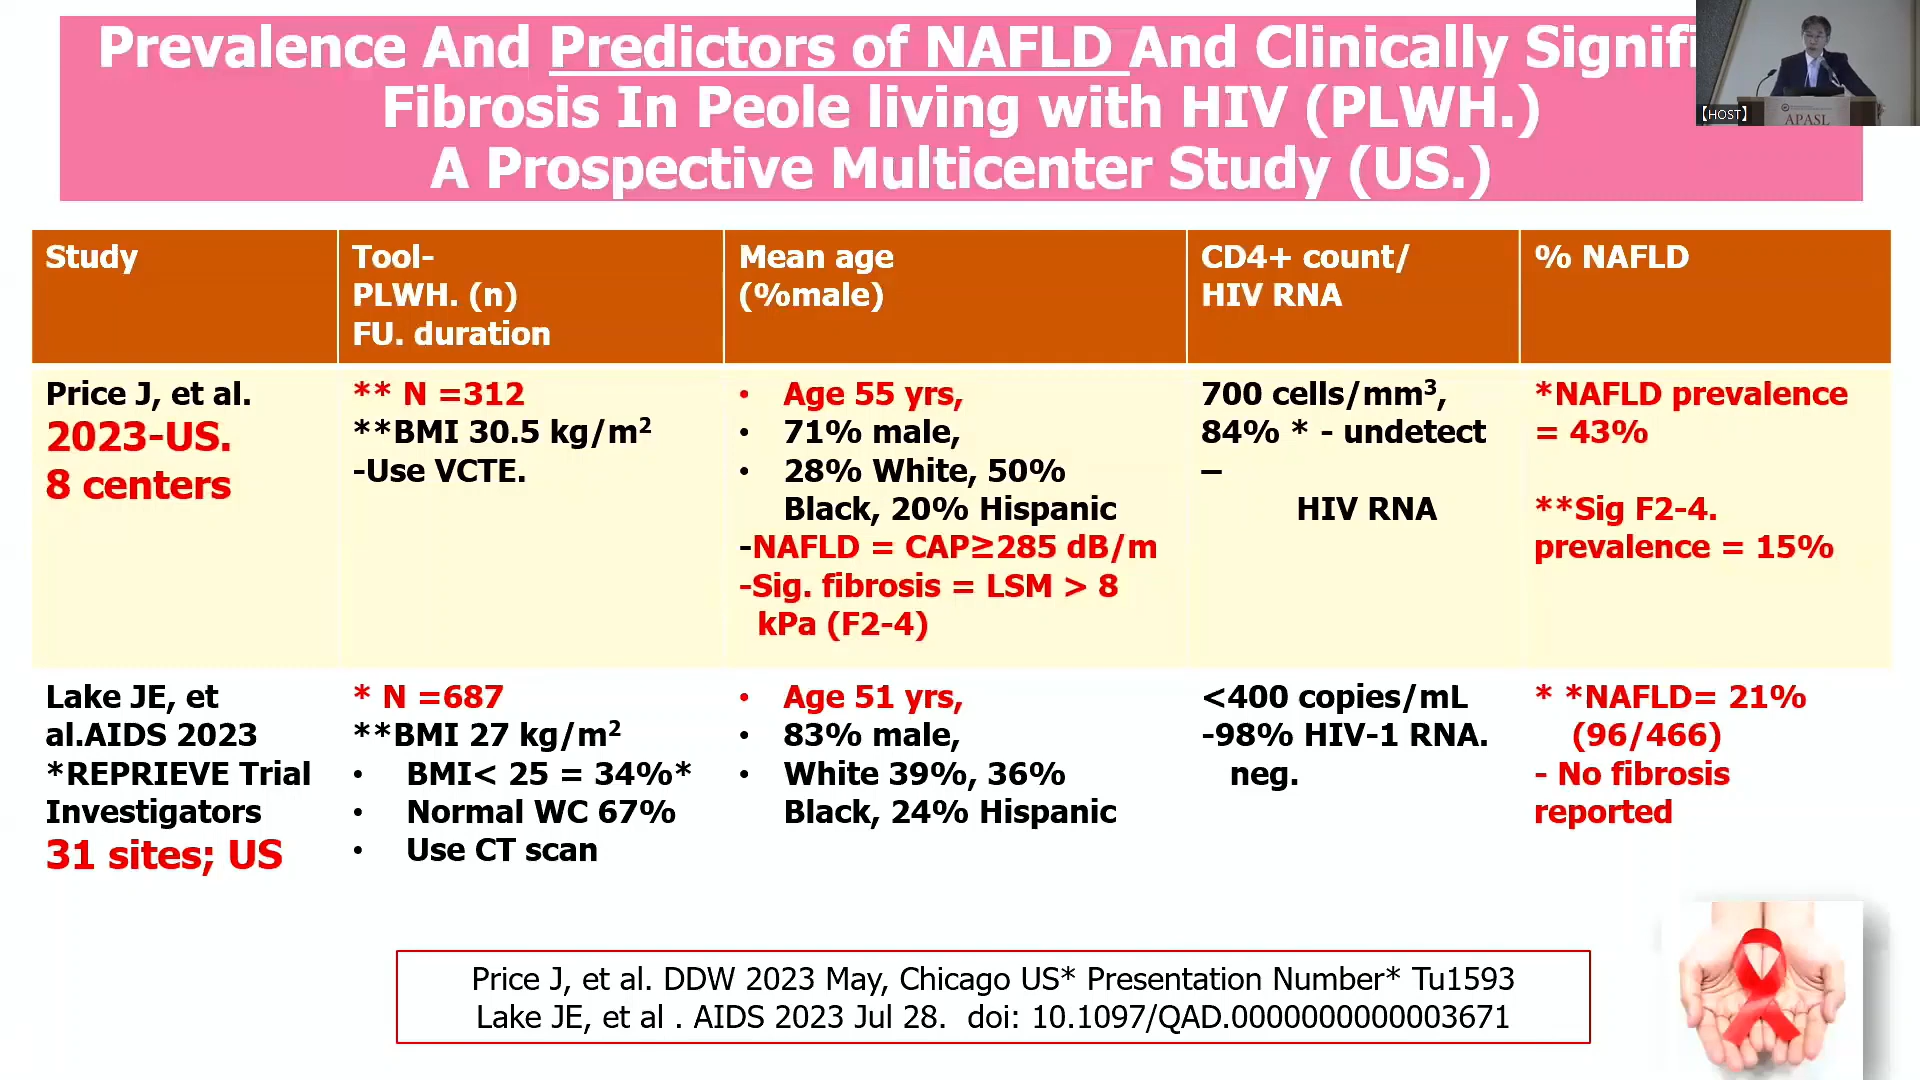 Prevalence And Predictors of NAFLD And Clinically Signifi
Fibrosis In Peole living with HIV (PLWH.)
A Prospective Multicenter Study (US.)
【HOST】
APASL
Study
Tool-
PLWH. (n)
FU. duration
Mean age
(%male)
CD4+ count/
HIV RNA
% NAFLD
Price J, et al.
2023-US.
8 centers
** N =312
**BMI 30.5 kg/m²
-Use VCTE.
• Age 55 yrs,
• 71% male,
• 28% White, 50%
Black, 20% Hispanic
-NAFLD = CAP≥285 dB/m
-Sig. fibrosis = LSM > 8
kPa (F2-4)
700 cells/mm³,
84% * - undetect
–
HIV RNA
*NAFLD prevalence
= 43%
**Sig F2-4.
prevalence = 15%
Lake JE, et
al.AIDS 2023
*REPRIEVE Trial
Investigators
31 sites; US
* N =687
**BMI 27 kg/m²
• BMI< 25 = 34%*
• Normal WC 67%
• Use CT scan
• Age 51 yrs,
• 83% male,
• White 39%, 36%
Black, 24% Hispanic
<400 copies/mL
-98% HIV-1 RNA.
neg.
* *NAFLD= 21%
(96/466)
- No fibrosis
reported
Price J, et al. DDW 2023 May, Chicago US* Presentation Number* Tu1593
Lake JE, et al . AIDS 2023 Jul 28. doi: 10.1097/QAD.0000000000003671